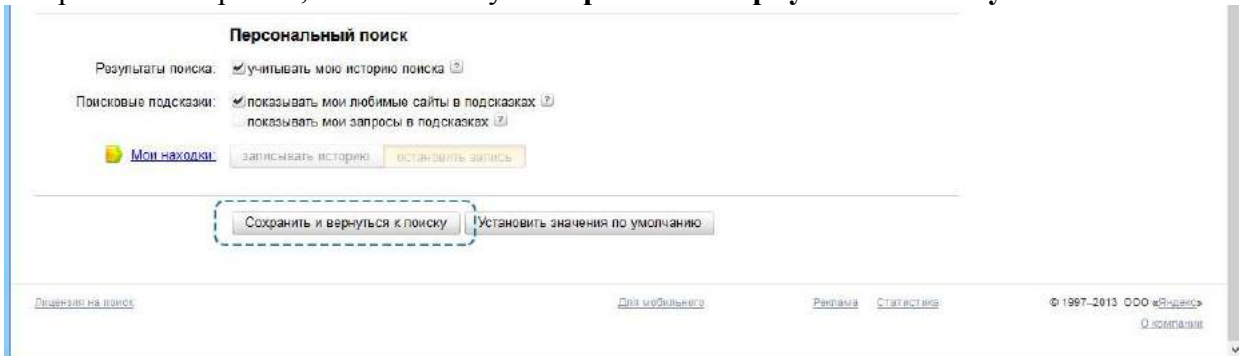 Персональный поиск
Результаты поиска: учитывать мою историю поиска
Поисковые подсказки: показывать мои любимые сайты в подсказках
показывать мои запросы в подсказках
Мои находки: записывать историю остановить запись
Сохранить и вернуться к поиску Установить значения по умолчанию
Лицензия на поиск Для мобильного Реклама Статистика © 1997–2013 ООО «Яндекс»
О компании